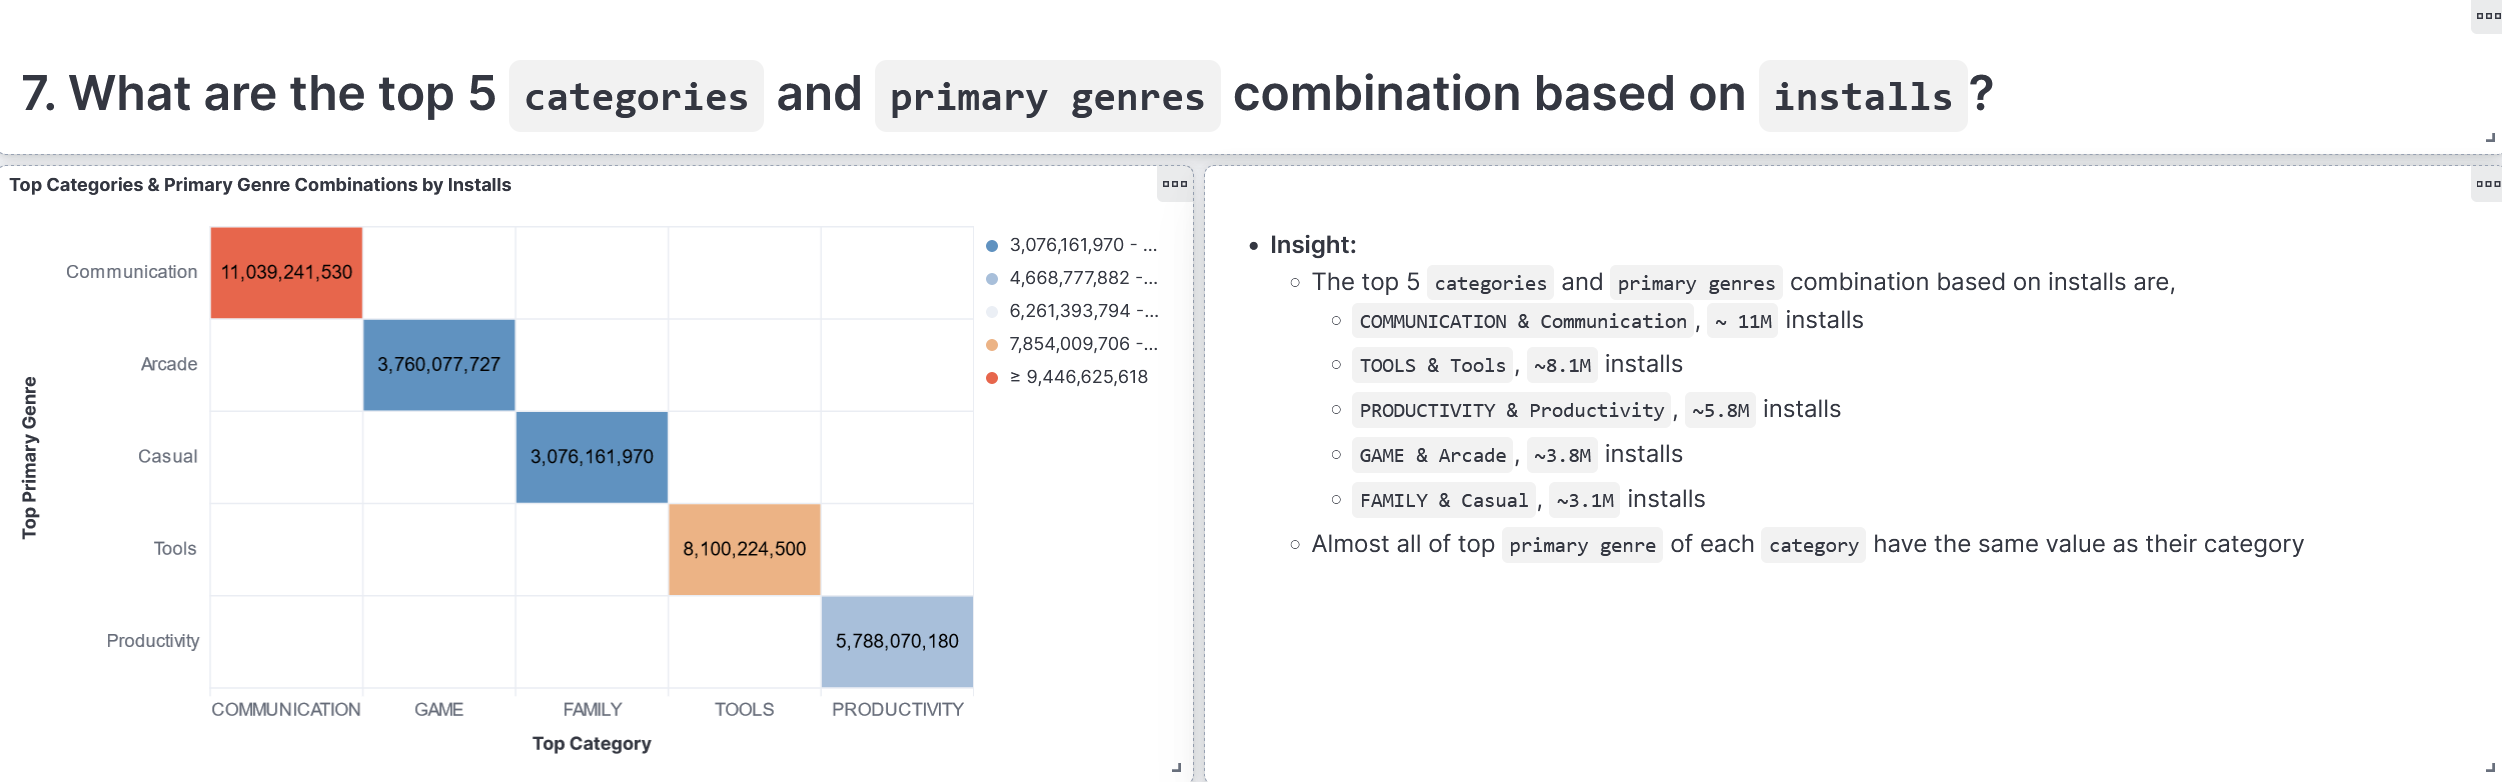 7. What are the top 5 categories and primary genres combination based on installs?
Top Categories & Primary Genre Combinations by Installs
Top Primary Genre
Communication
Arcade
Casual
Tools
Productivity
11,039,241,530
3,760,077,727
3,076,161,970
8,100,224,500
5,788,070,180
COMMUNICATION GAME FAMILY TOOLS PRODUCTIVITY
Top Category
3,076,161,970 - ...
4,668,777,882 -...
6,261,393,794 -...
7,854,009,706 -...
≥ 9,446,625,618
• Insight:
○ The top 5 categories and primary genres combination based on installs are,
○ COMMUNICATION & Communication, ~ 11M installs
○ TOOLS & Tools, ~8.1M installs
○ PRODUCTIVITY & Productivity, ~5.8M installs
○ GAME & Arcade, ~3.8M installs
○ FAMILY & Casual, ~3.1M installs
○ Almost all of top primary genre of each category have the same value as their category